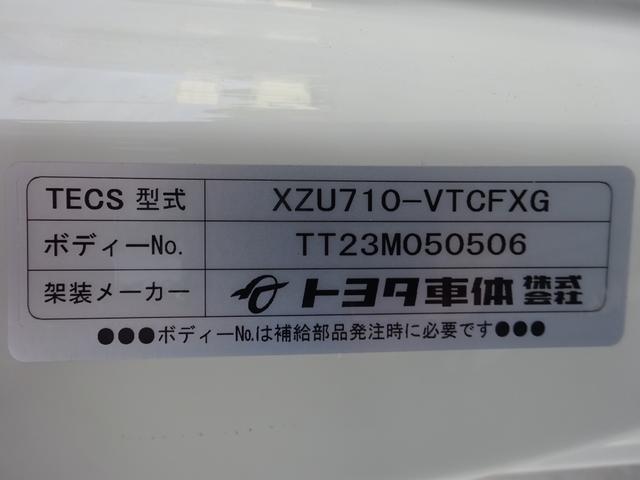 TECS 型式 XZU710-VTCFXG
ボディーNo. TT23M050506
架装メーカー トヨタ車体株式会社
●●●ボディーNo.は補給部品発注時に必要です●●●